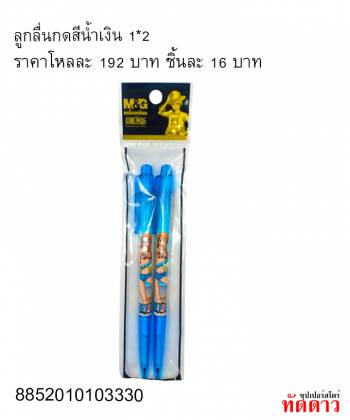 ลูกลื่นกดสีน้ำเงิน 1*2
ราคาโหลละ 192 บาท ชิ้นละ 16 บาท
M&G
ONE PIECE
8852010103330
ซุปเปอร์สโตร์
ทัดดาว